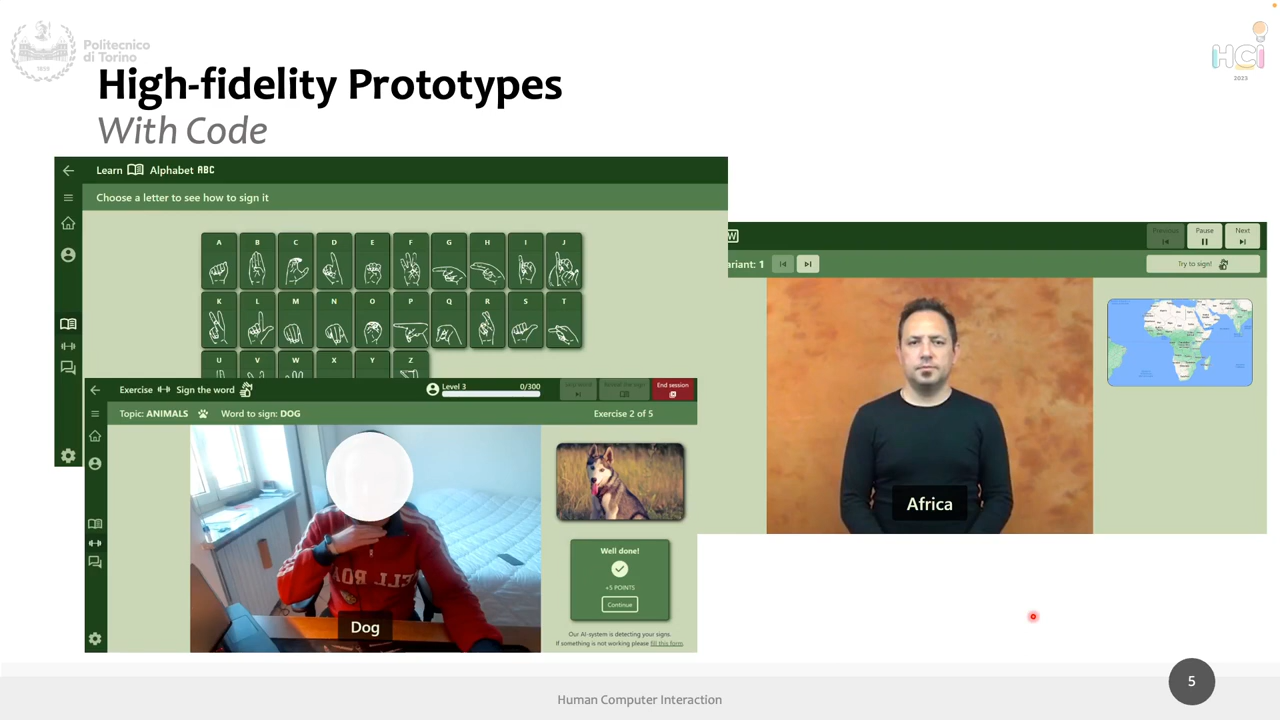 Politecnico
di Torino
1859
HCI
2023
High-fidelity Prototypes
With Code
Learn Alphabet ABC
Choose a letter to see how to sign it
A B C D E F G H I J
K L M N O P Q R S T
U V W X Y Z
W
Previous Pause Next
ariant: 1
Try to sign!
Africa
Exercise Sign the word
Level 3 0/300
End session
Topic: ANIMALS Word to sign: DOG Exercise 2 of 5
Dog
Well done!
+5 POINTS
Continue
Our AI-system is detecting your signs.
If something is not working please fill this form.
Human Computer Interaction
5